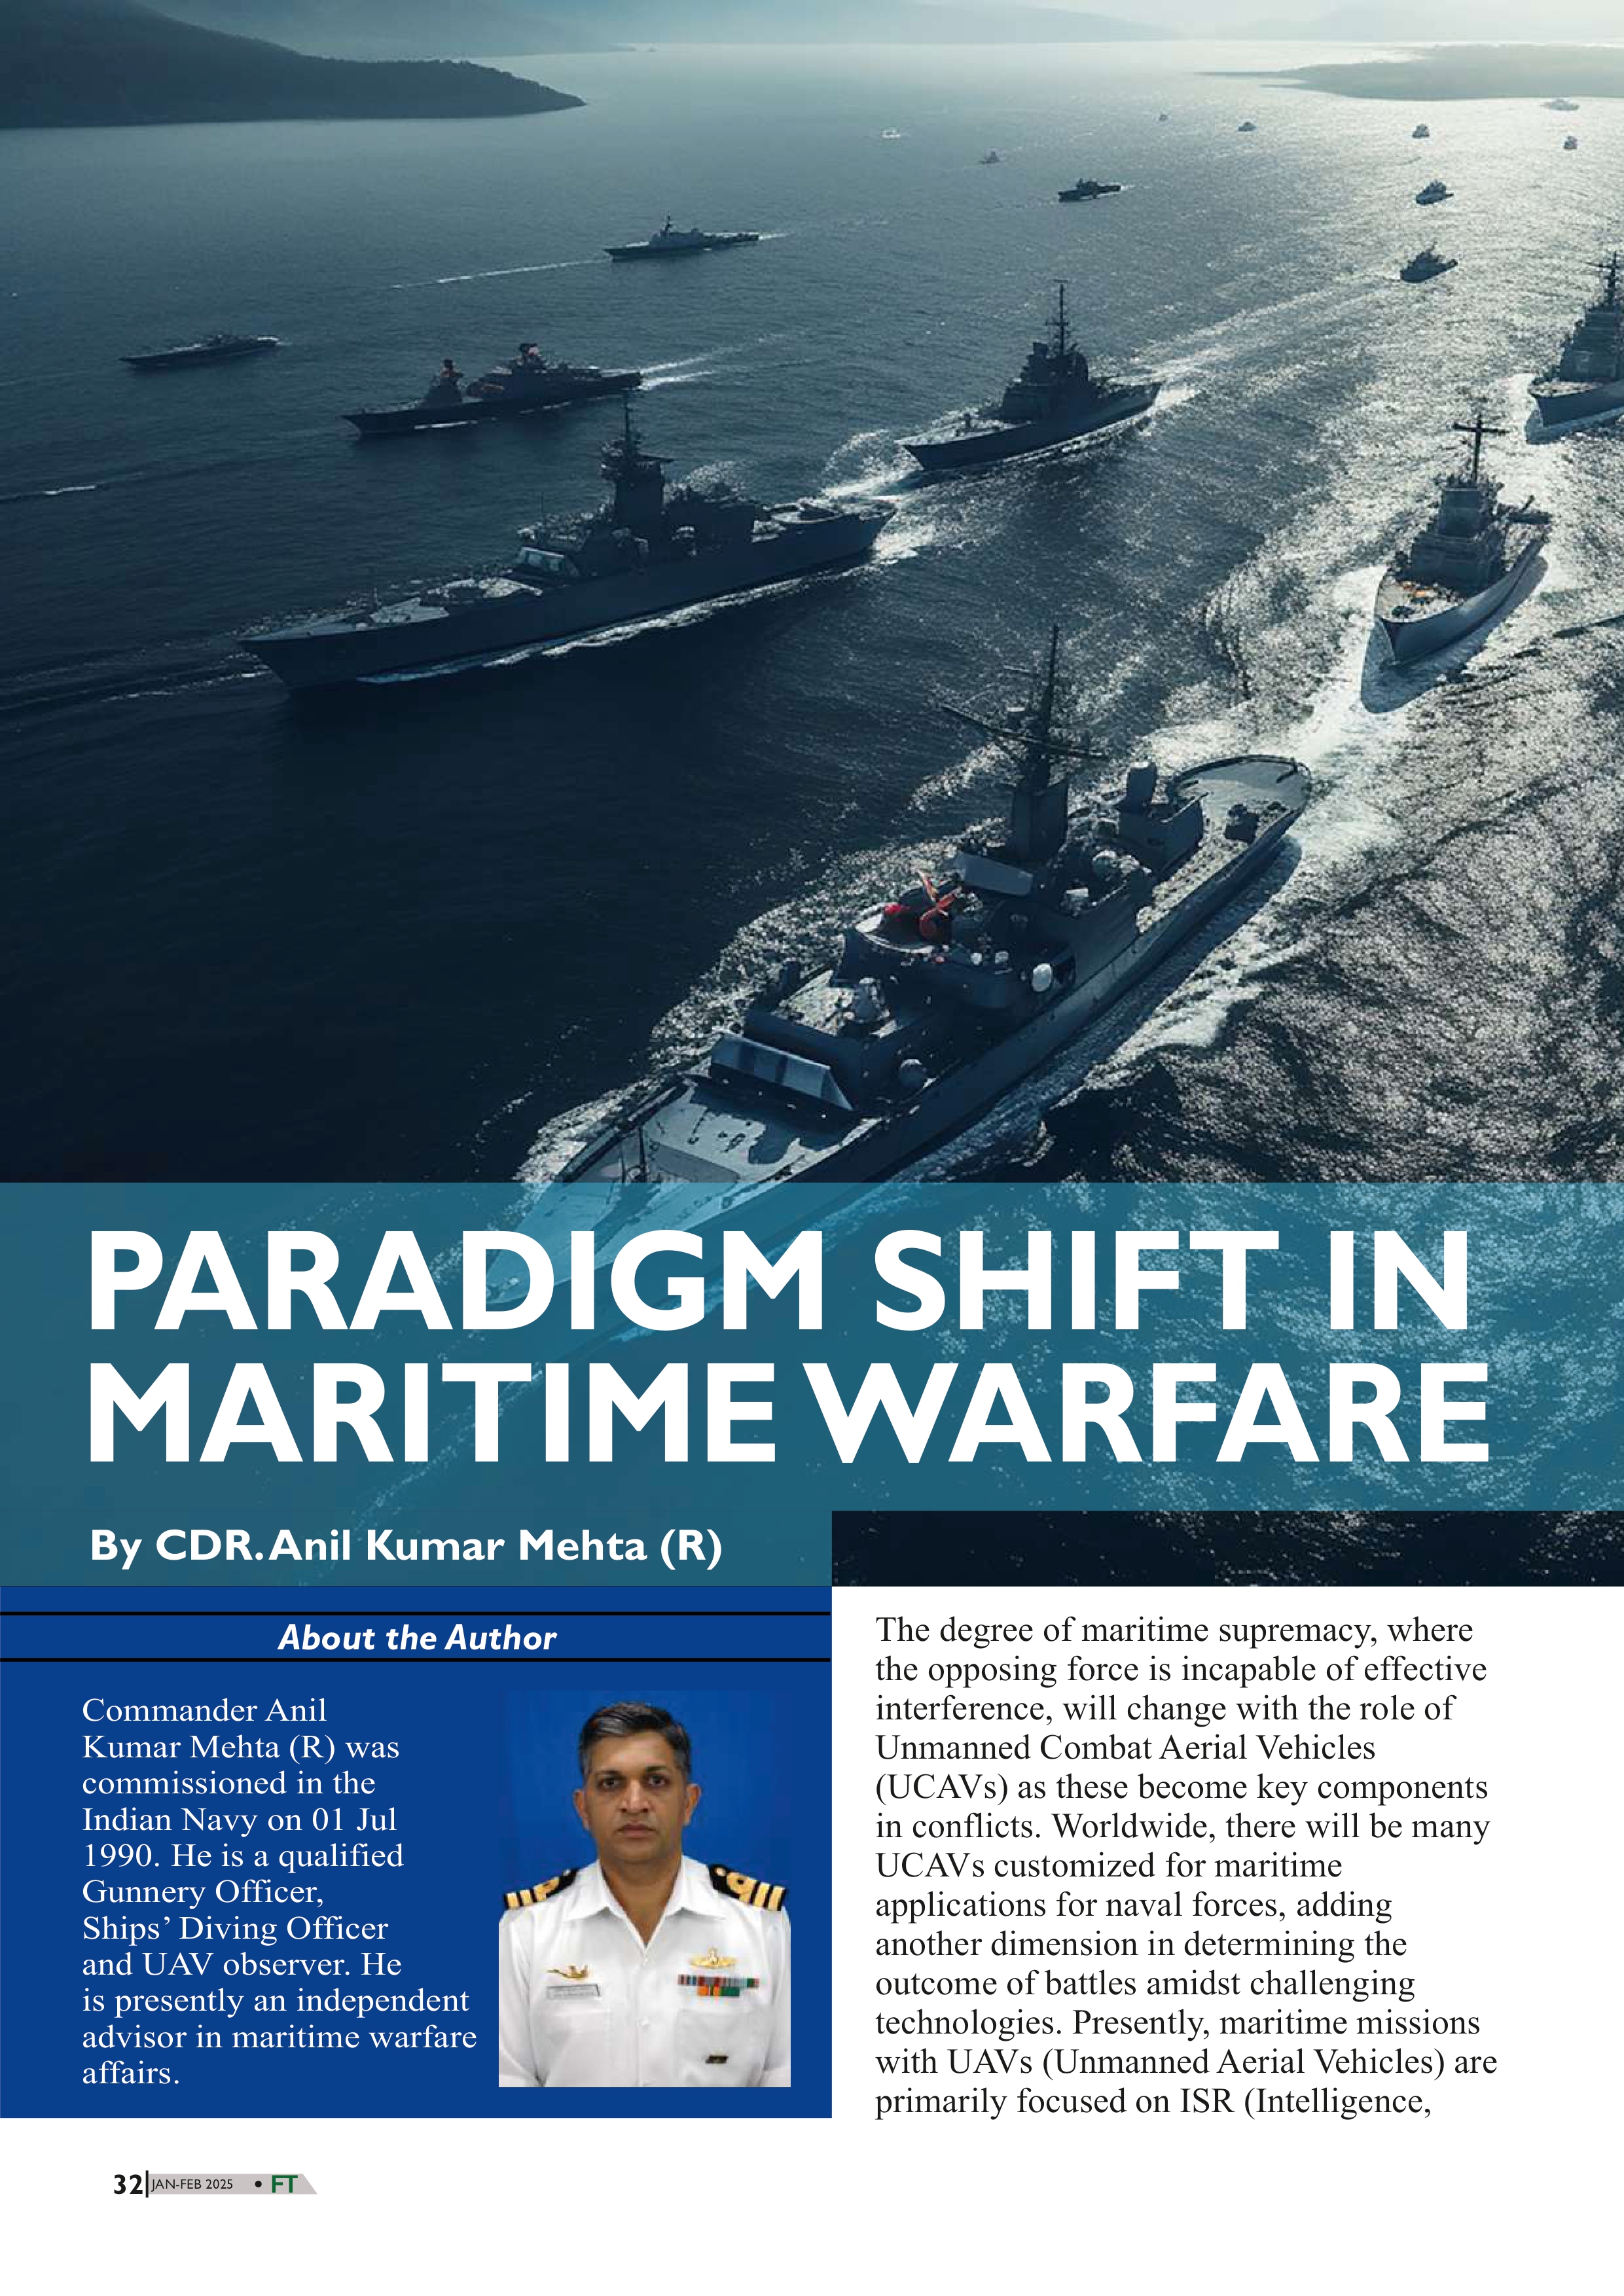 PARADIGM SHIFT IN
MARITIME WARFARE
By CDR. Anil Kumar Mehta (R)
About the Author
Commander Anil
Kumar Mehta (R) was
commissioned in the
Indian Navy on 01 Jul
1990. He is a qualified
Gunnery Officer,
Ships’ Diving Officer
and UAV observer. He
is presently an independent
advisor in maritime warfare
affairs.
The degree of maritime supremacy, where
the opposing force is incapable of effective
interference, will change with the role of
Unmanned Combat Aerial Vehicles
(UCAVs) as these become key components
in conflicts. Worldwide, there will be many
UCAVs customized for maritime
applications for naval forces, adding
another dimension in determining the
outcome of battles amidst challenging
technologies. Presently, maritime missions
with UAVs (Unmanned Aerial Vehicles) are
primarily focused on ISR (Intelligence,
32 JAN-FEB 2025 • FT